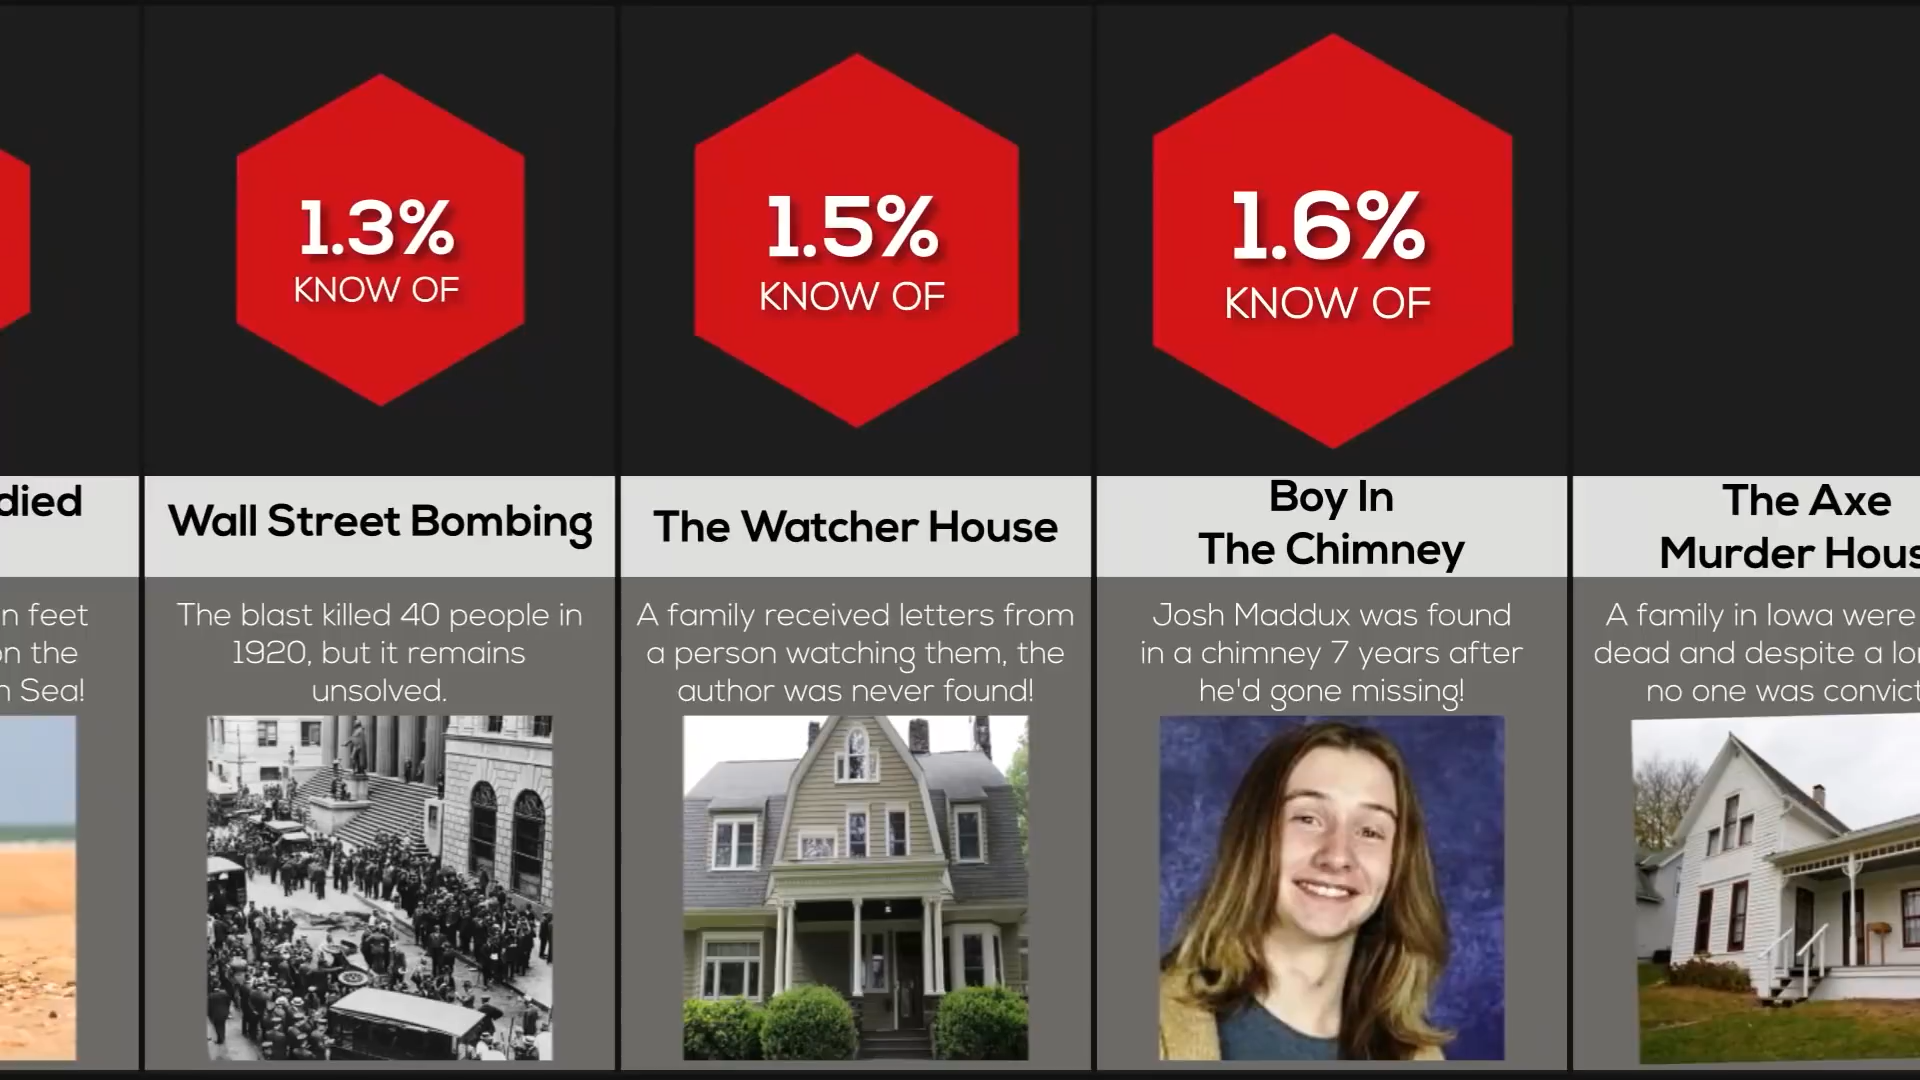 died
n feet
on the
n Sea!
1.3%
KNOW OF
Wall Street Bombing
The blast killed 40 people in
1920, but it remains
unsolved.
1.5%
KNOW OF
The Watcher House
A family received letters from
a person watching them, the
author was never found!
1.6%
KNOW OF
Boy In
The Chimney
Josh Maddux was found
in a chimney 7 years after
he'd gone missing!
The Axe
Murder Hous
A family in Iowa were
dead and despite a lo
no one was convict